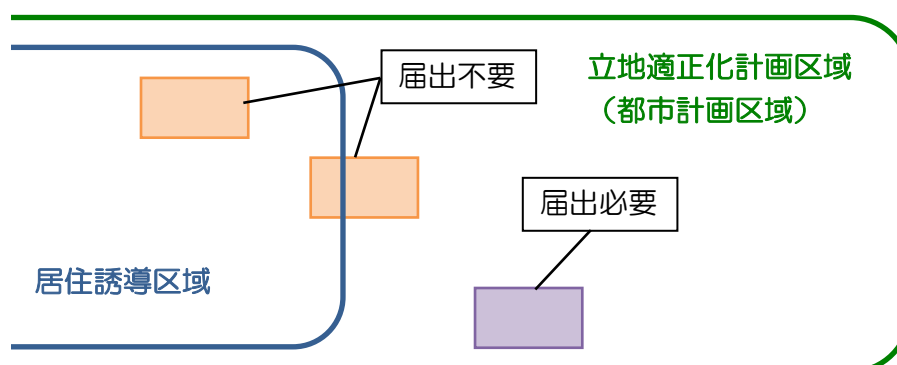 届出不要
立地適正化計画区域
（都市計画区域）
届出必要
居住誘導区域